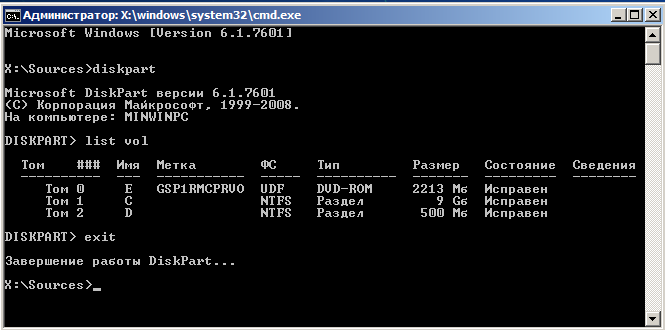 Администратор: X:\windows\system32\cmd.exe
Microsoft Windows [Version 6.1.7601]
X:\Sources>diskpart
Microsoft DiskPart версии 6.1.7601
(C) Корпорация Майкрософт, 1999-2008.
На компьютере: MINWINPC
DISKPART> list vol
Том ### Имя Метка ФС Тип Размер Состояние Сведения
Том 0 E GSP1RMCPRVO UDF DVD-ROM 2213 Mб Исправен
Том 1 C NTFS Раздел 9 Gб Исправен
Том 2 D NTFS Раздел 500 Mб Исправен
DISKPART> exit
Завершение работы DiskPart...
X:\Sources>_